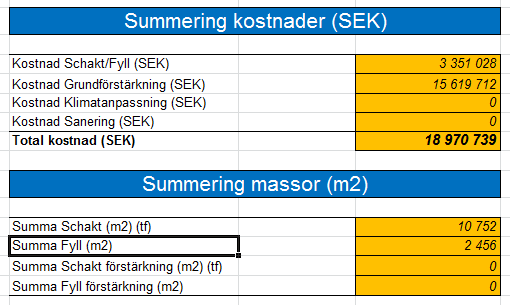 Summering kostnader (SEK)
Kostnad Schakt/Fyll (SEK) 3 351 028
Kostnad Grundförstärkning (SEK) 15 619 712
Kostnad Klimatanpassning (SEK) 0
Kostnad Sanering (SEK) 0
Total kostnad (SEK) 18 970 739
Summering massor (m2)
Summa Schakt (m2) (tf) 10 752
Summa Fyll (m2) 2 456
Summa Schakt förstärkning (m2) (tf) 0
Summa Fyll förstärkning (m2) 0